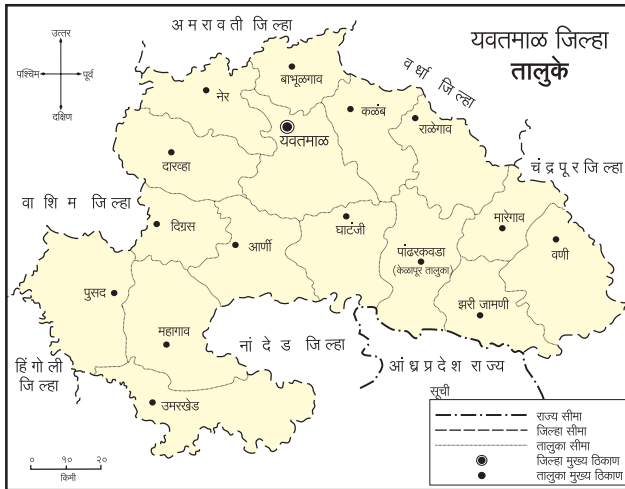 यवतमाळ जिल्हा
तालुके
उत्तर
पश्चिम
पूर्व
दक्षिण
अमरावती जिल्हा
वर्धा जिल्हा
चंद्रपूर जिल्हा
वाशिम जिल्हा
नांदेड जिल्हा
हिंगोली
जिल्हा
आंध्रप्रदेश राज्य
बाभूळगाव
नेर
कळंब
राळेगाव
यवतमाळ
दारव्हा
दिग्रस
आर्णी
घाटंजी
पांढरकवडा
(केळापूर तालुका)
मारेगाव
वणी
पुसद
महागाव
झरी जामणी
उमरखेड
० १० २०
किमी
सूची
राज्य सीमा
जिल्हा सीमा
तालुका सीमा
जिल्हा मुख्य ठिकाण
तालुका मुख्य ठिकाण